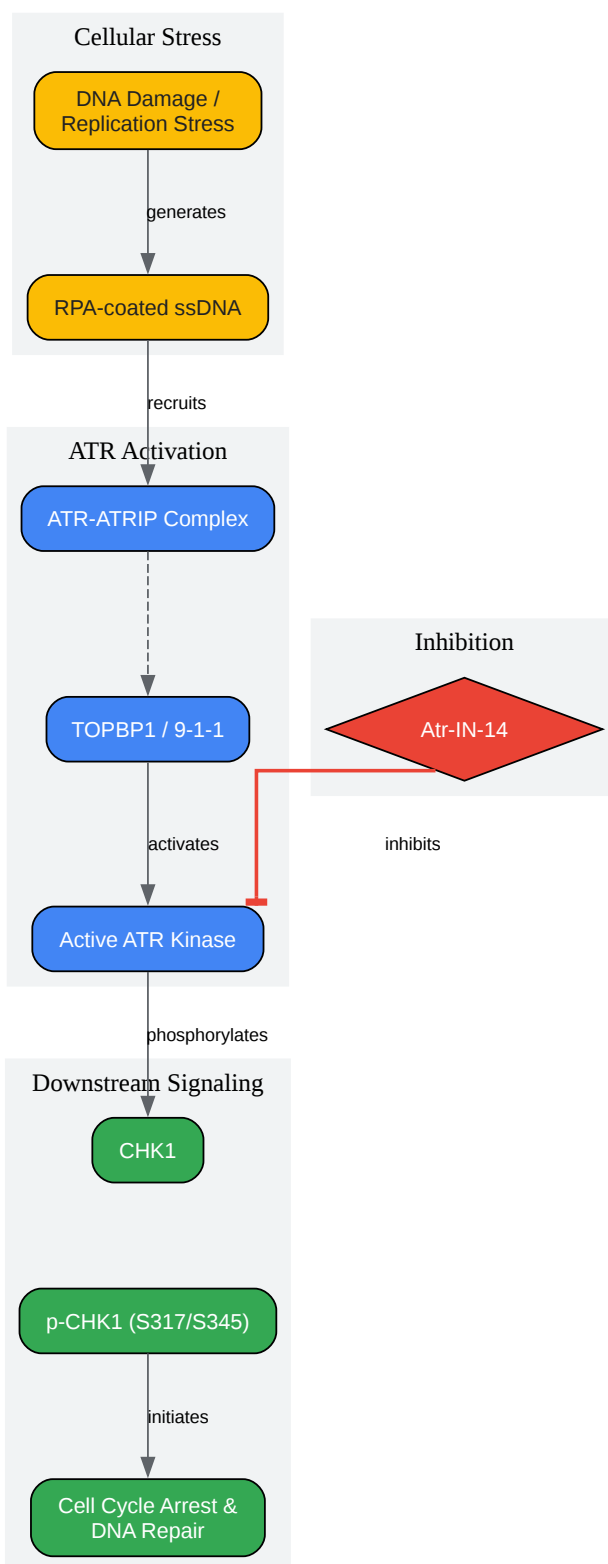 Cellular Stress
DNA Damage /
Replication Stress
generates
RPA-coated ssDNA
recruits
ATR Activation
ATR-ATRIP Complex
TOPBP1 / 9-1-1
activates
Active ATR Kinase
Inhibition
Atr-IN-14
inhibits
phosphorylates
Downstream Signaling
CHK1
p-CHK1 (S317/S345)
initiates
Cell Cycle Arrest &
DNA Repair